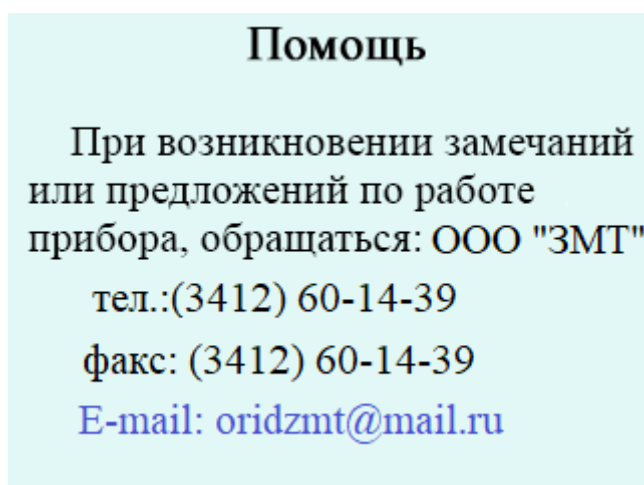 Помощь
При возникновении замечаний
или предложений по работе
прибора, обращаться: ООО "ЗМТ"
тел.:(3412) 60-14-39
факс: (3412) 60-14-39
E-mail: oridzmt@mail.ru